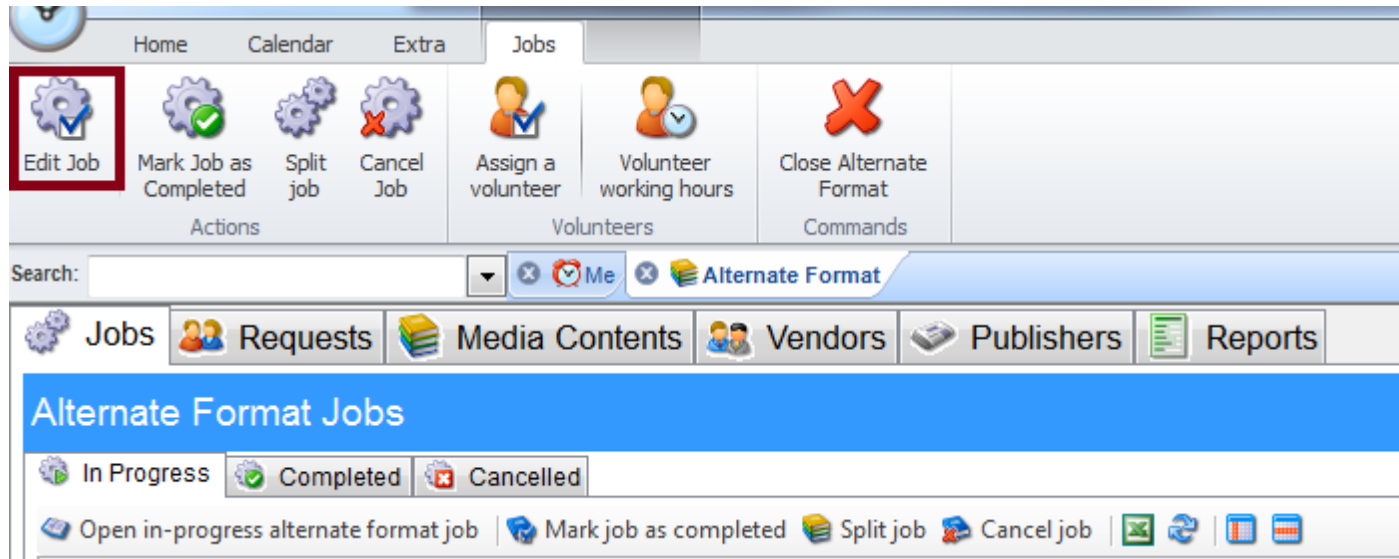 Home Calendar Extra Jobs
Edit Job Mark Job as Completed Split job Cancel Job Assign a volunteer Volunteer working hours Close Alternate Format
Actions Volunteers Commands
Search: Me Alternate Format
Jobs Requests Media Contents Vendors Publishers Reports
Alternate Format Jobs
In Progress Completed Cancelled
Open in-progress alternate format job Mark job as completed Split job Cancel job